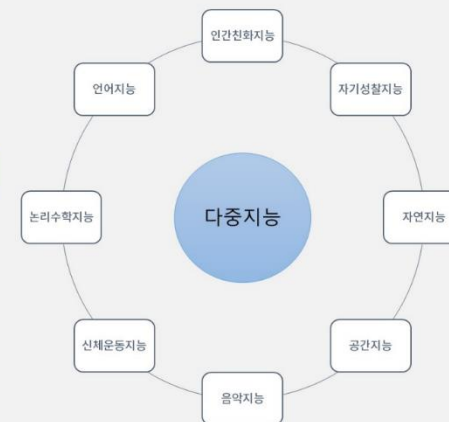 인간친화지능
언어지능
자기성찰지능
논리수학지능
다중지능
자연지능
신체운동지능
공간지능
음악지능